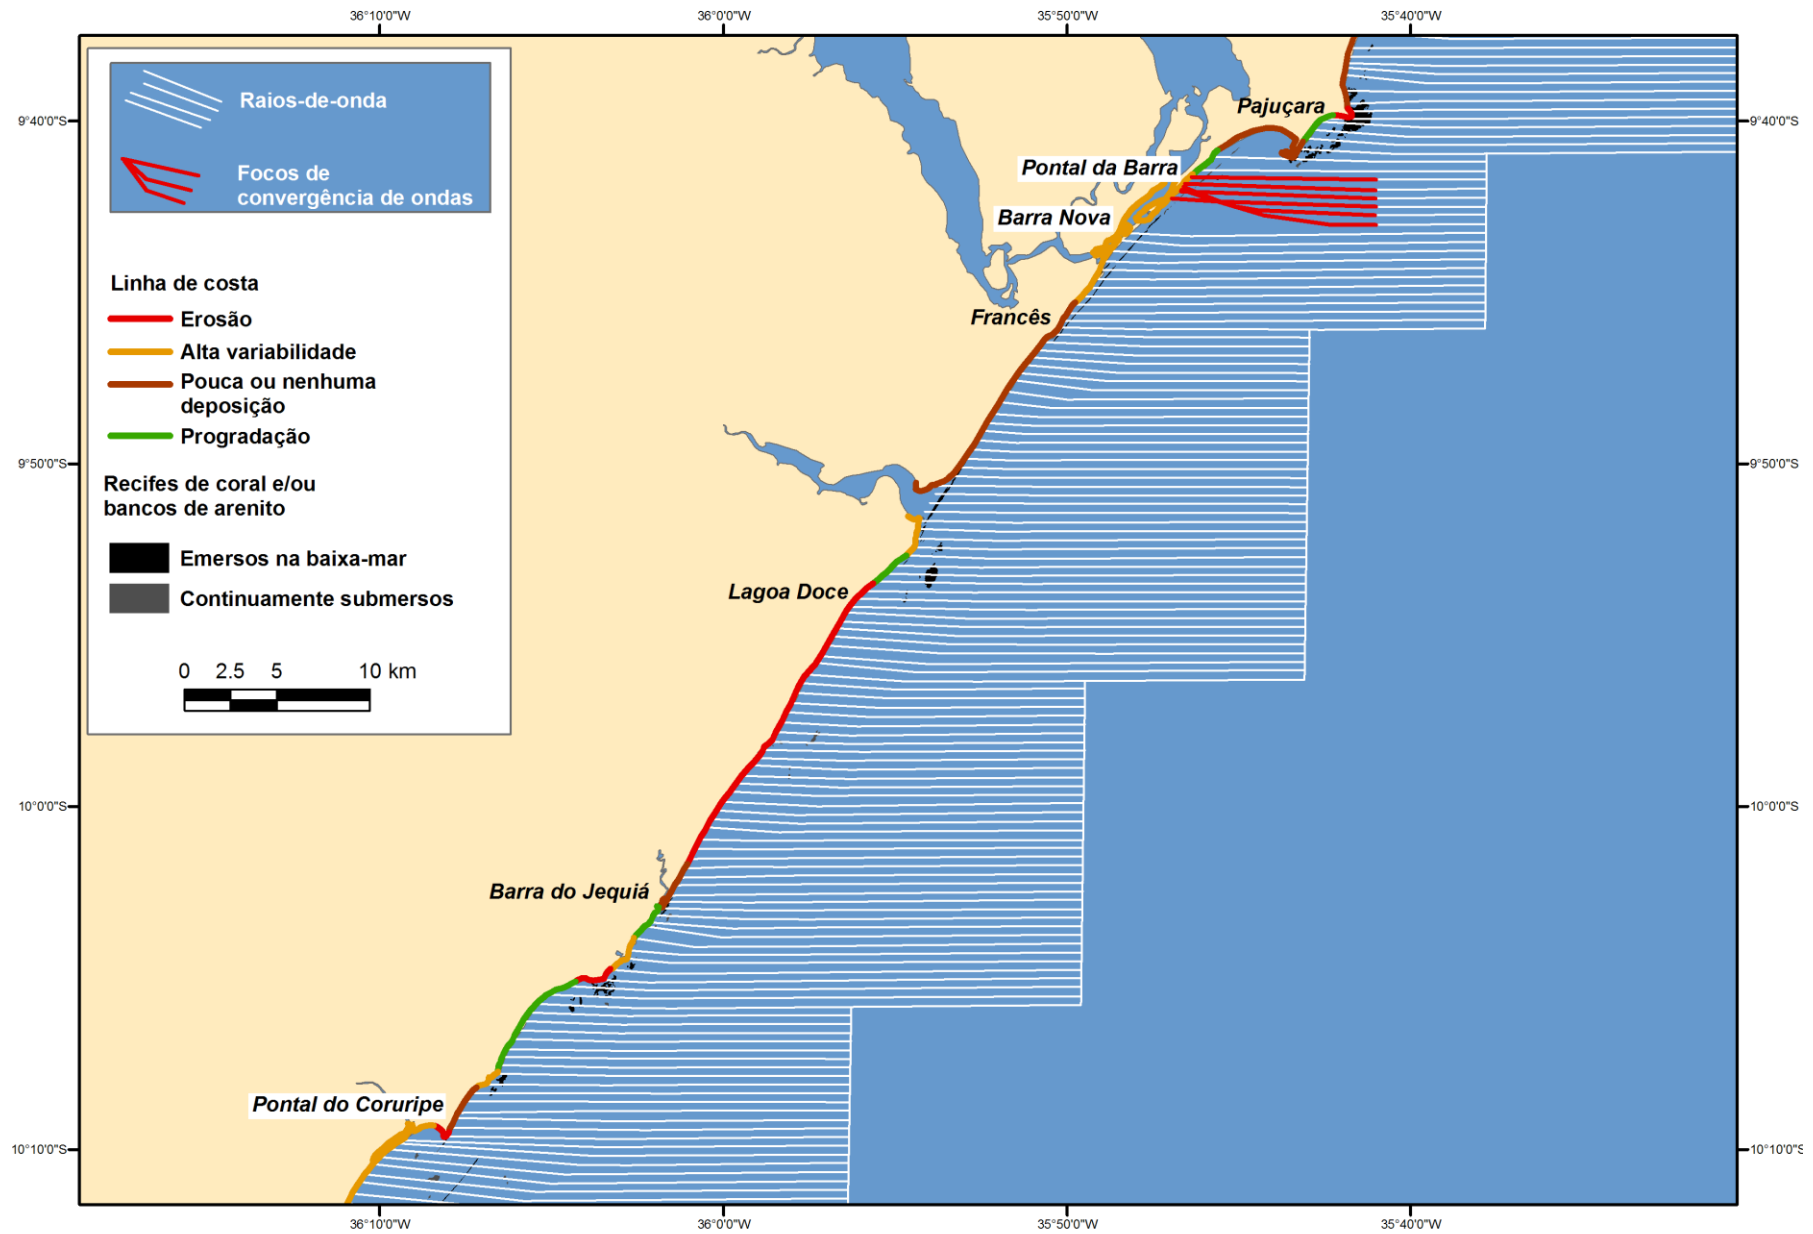 36°10'0"W
36°0'0"W
35°50'0"W
35°40'0"W
Raios-de-onda
Focos de
convergência de ondas
Linha de costa
Erosão
Alta variabilidade
Pouca ou nenhuma
deposição
Progradação
Recifes de coral e/ou
bancos de arenito
Emersos na baixa-mar
Continuamente submersos
0 2.5 5 10 km
Pajuçara
Pontal da Barra
Barra Nova
Francês
Lagoa Doce
Barra do Jequiá
Pontal do Coruripe
9°40'0"S
9°40'0"S
9°50'0"S
9°50'0"S
10°0'0"S
10°0'0"S
10°10'0"S
10°10'0"S
36°10'0"W
36°0'0"W
35°50'0"W
35°40'0"W